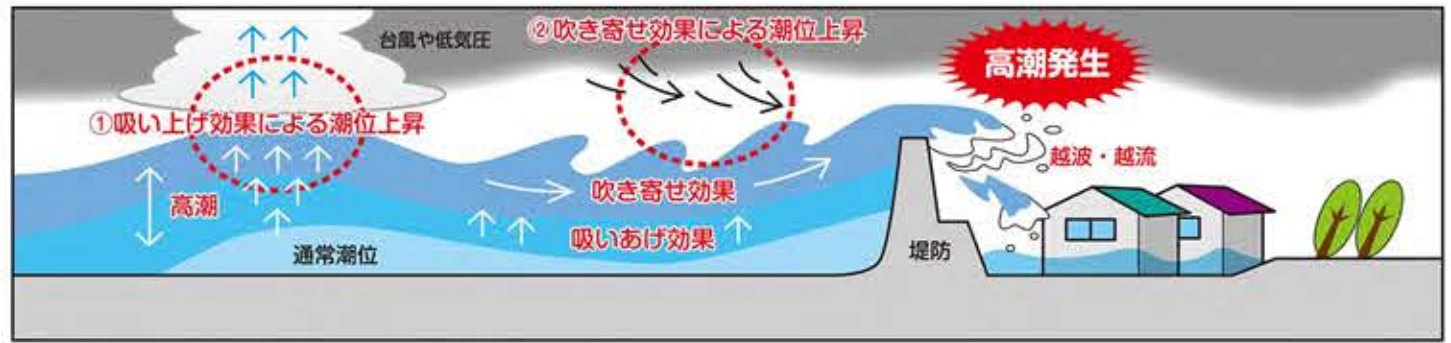 台風や低気圧
②吹き寄せ効果による潮位上昇
高潮発生
①吸い上げ効果による潮位上昇
越波・越流
高潮
吹き寄せ効果
吸いあげ効果
通常潮位
堤防